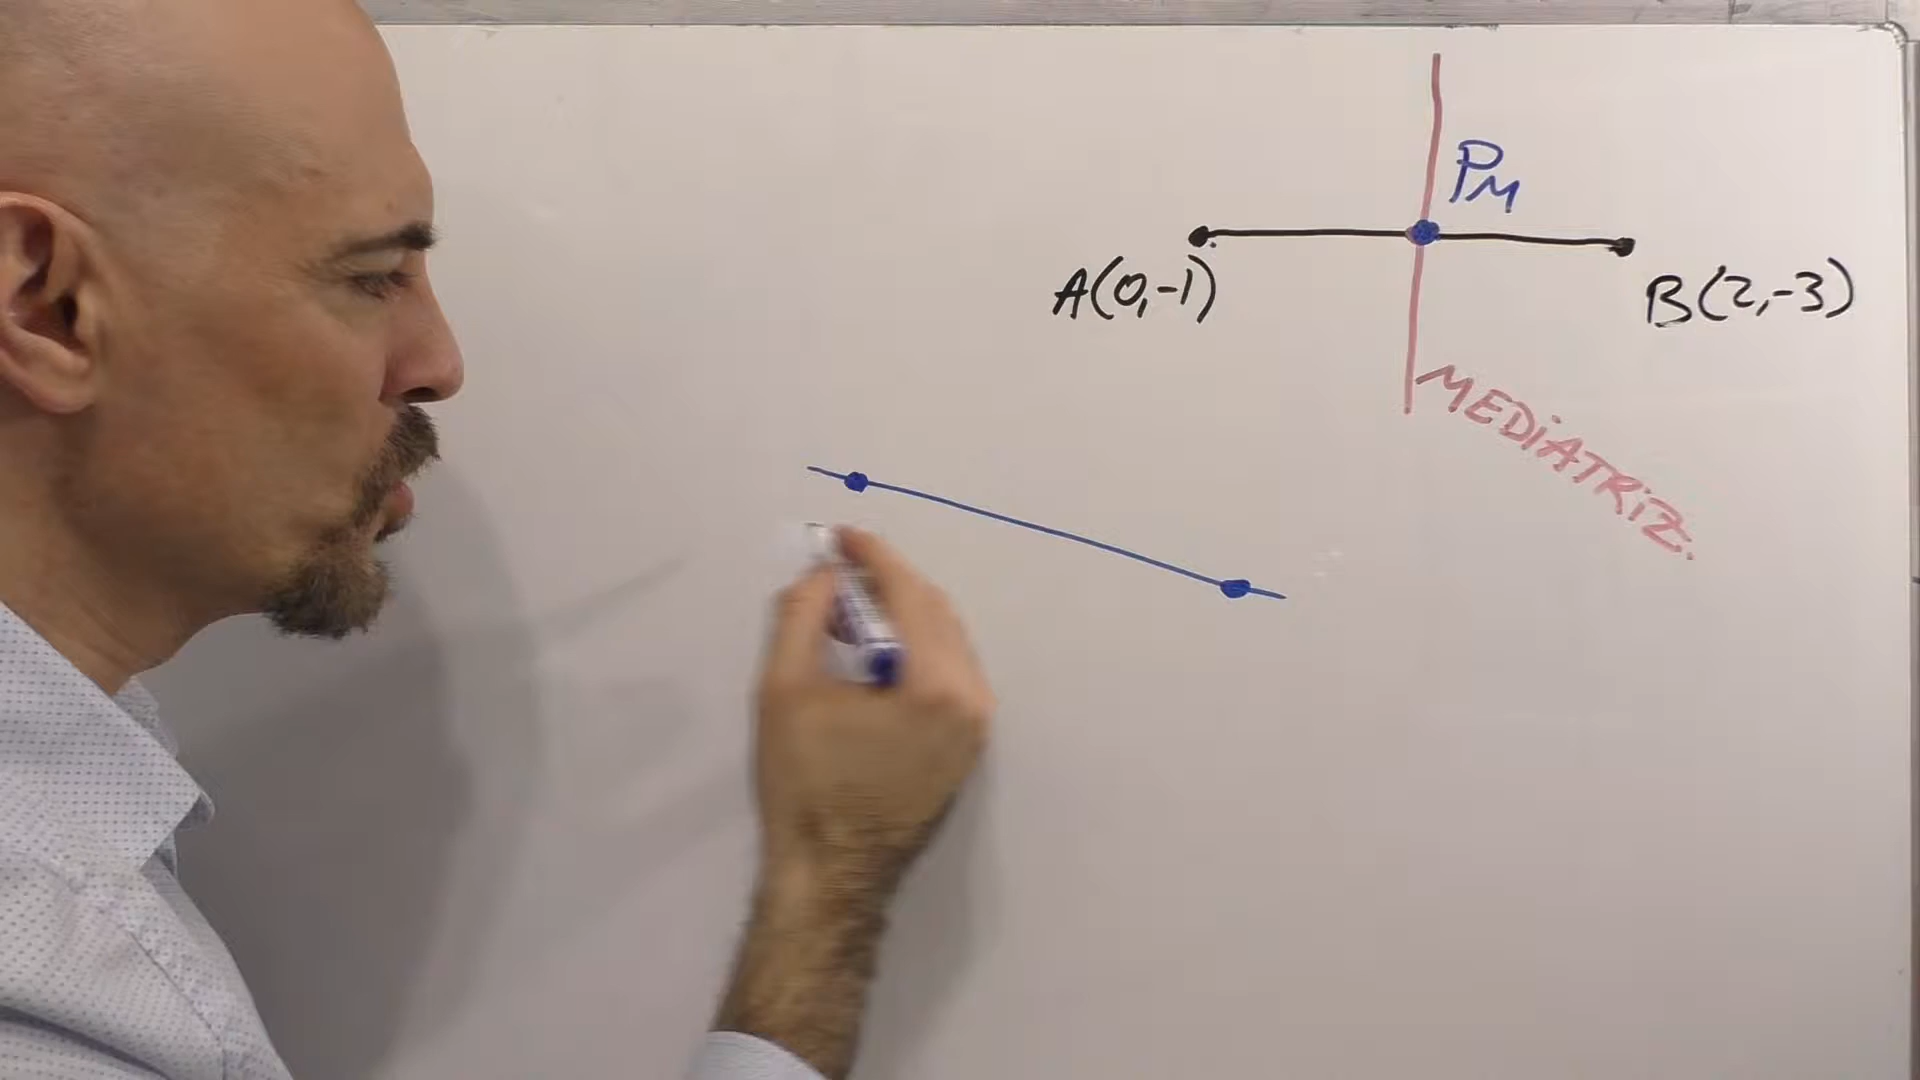 PM
A(0,-1)
B(2,-3)
MEDiATRiZ.